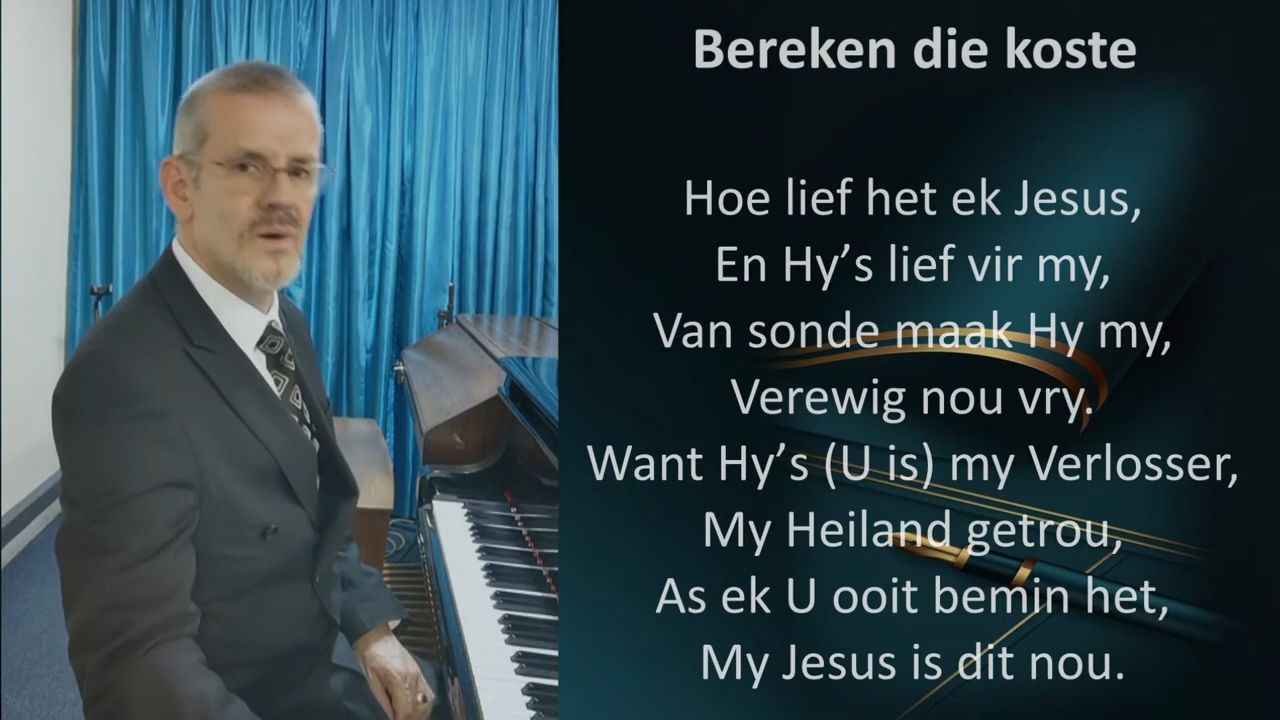 Bereken die koste
Hoe lief het ek Jesus,
En Hy’s lief vir my,
Van sonde maak Hy my,
Verewig nou vry.
Want Hy’s (U is) my Verlosser,
My Heiland getrou,
As ek U ooit bemin het,
My Jesus is dit nou.